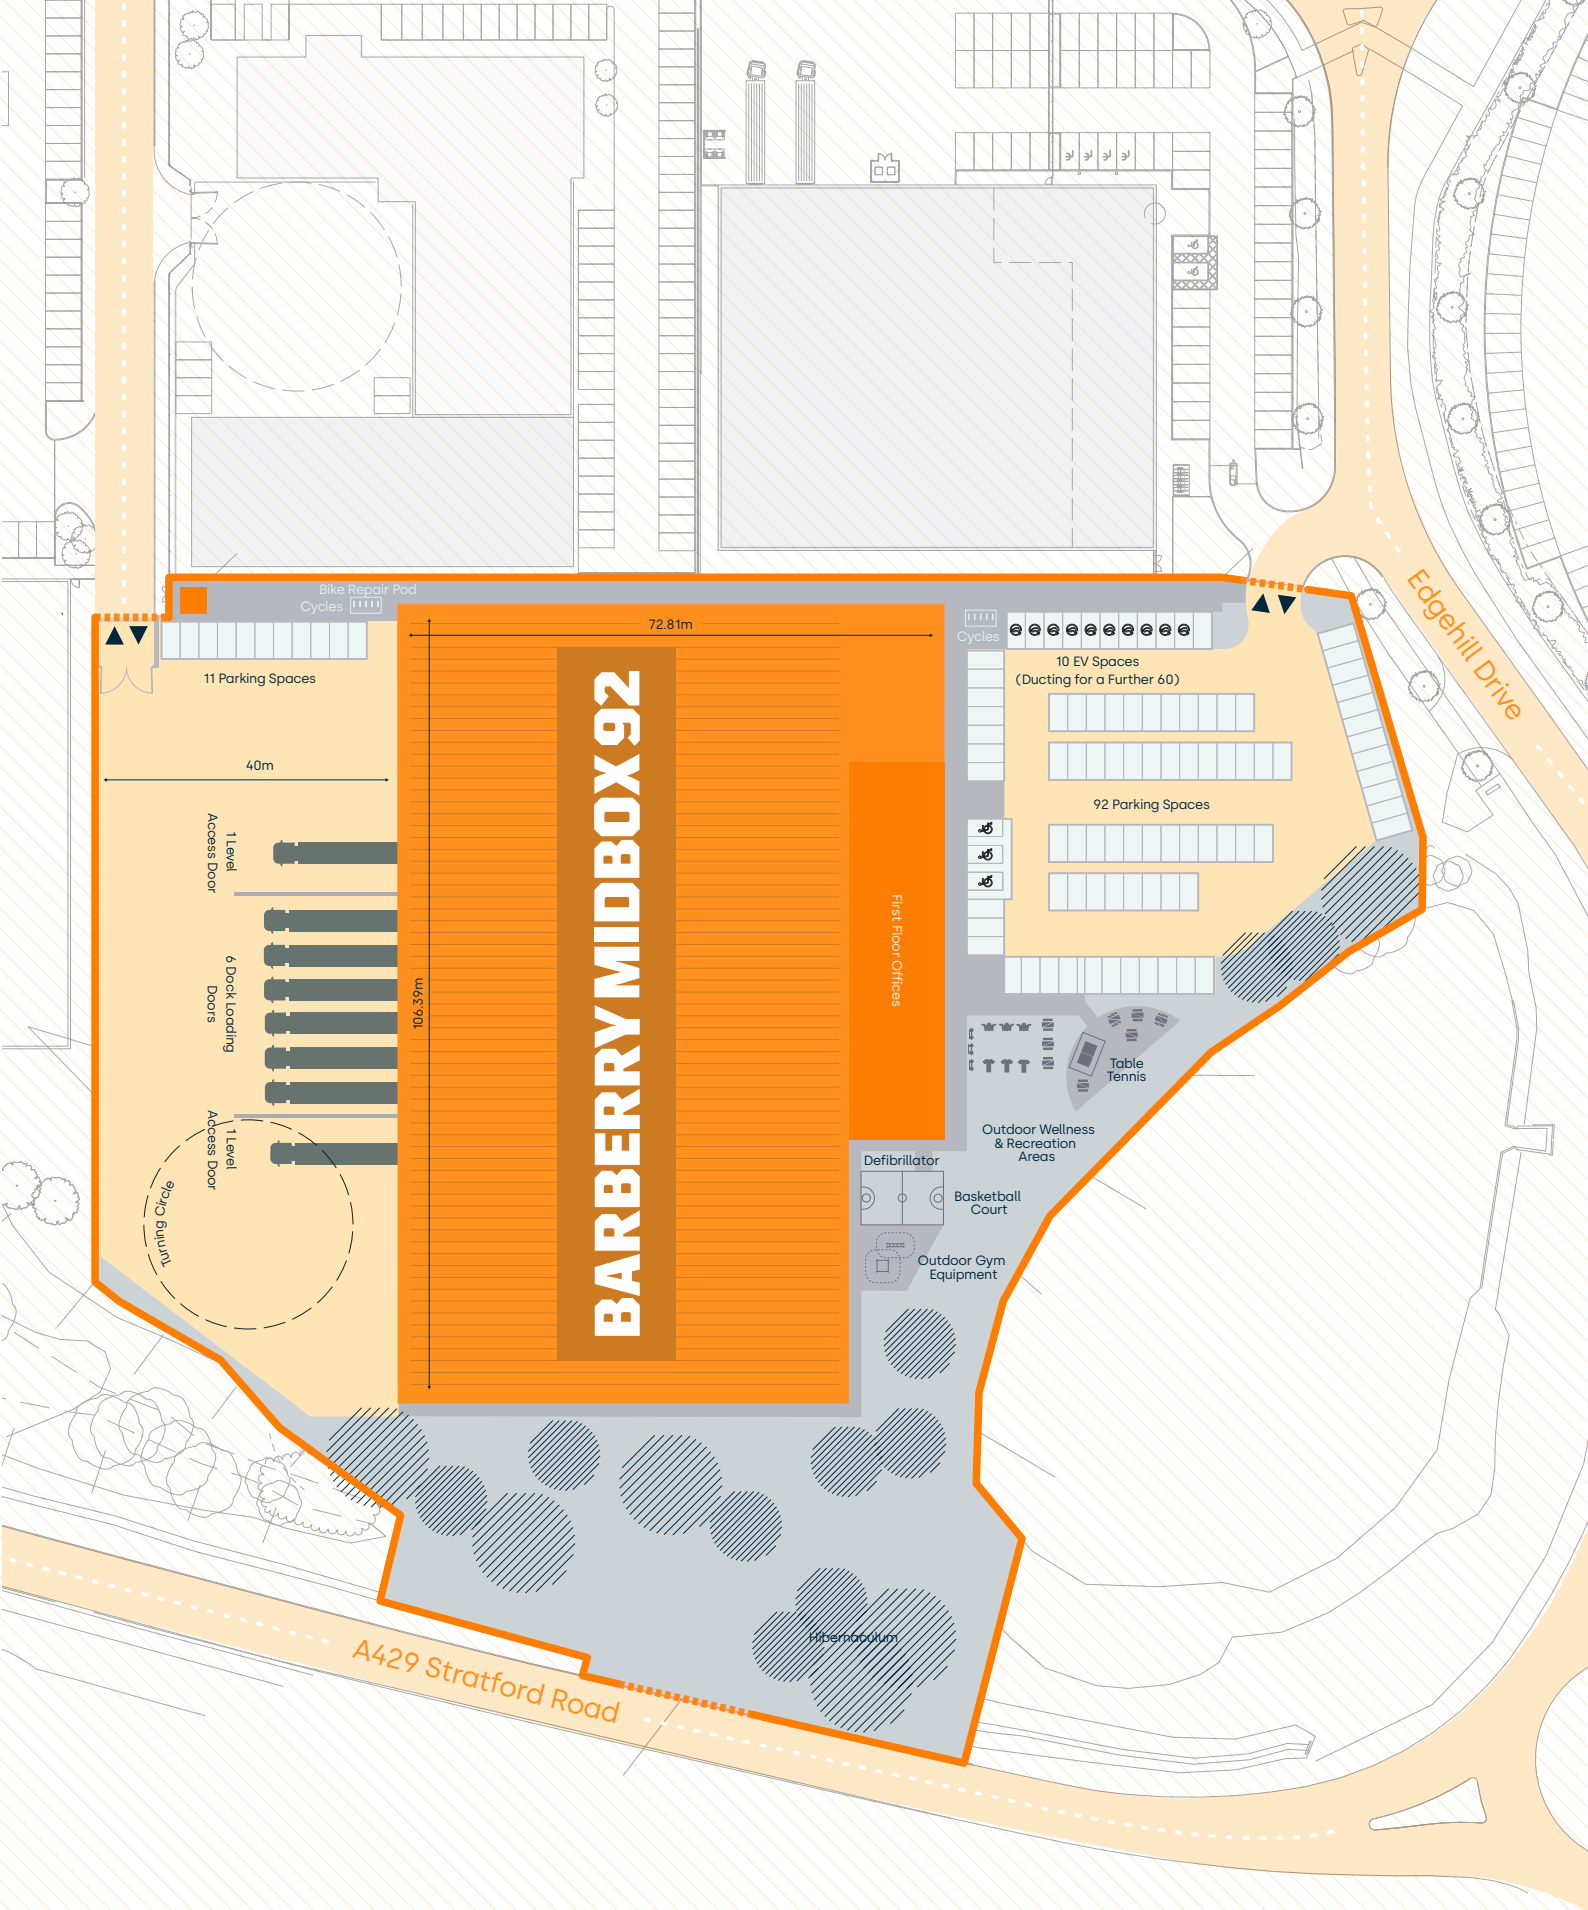 Bike Repair Pod
Cycles
72.81m
Cycles
11 Parking Spaces
10 EV Spaces
(Ducting for a Further 60)
Edgehill Drive
40m
92 Parking Spaces
1 Level
Access Door
6 Dock Loading
Doors
1 Level
Access Door
Turning Circle
106.39m
BARBERRY MIDBOX 92
First Floor Offices
Table
Tennis
Outdoor Wellness
& Recreation
Areas
Defibrillator
Basketball
Court
Outdoor Gym
Equipment
Hibernaculum
A429 Stratford Road